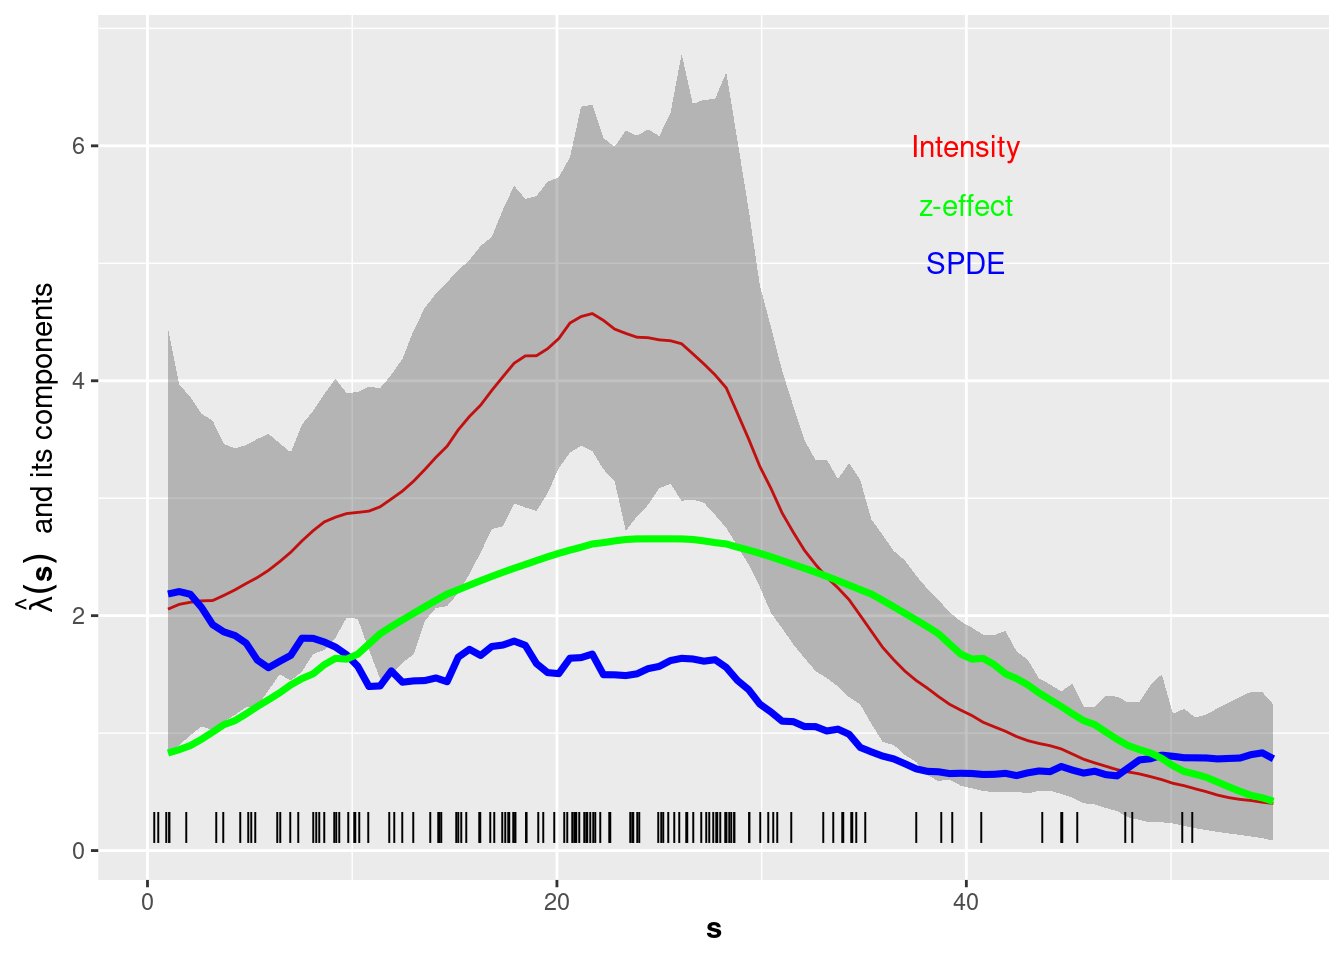 Intensity
z-effect
SPDE
6
4
2
0
0 20 40
s
λ̂(s) and its components